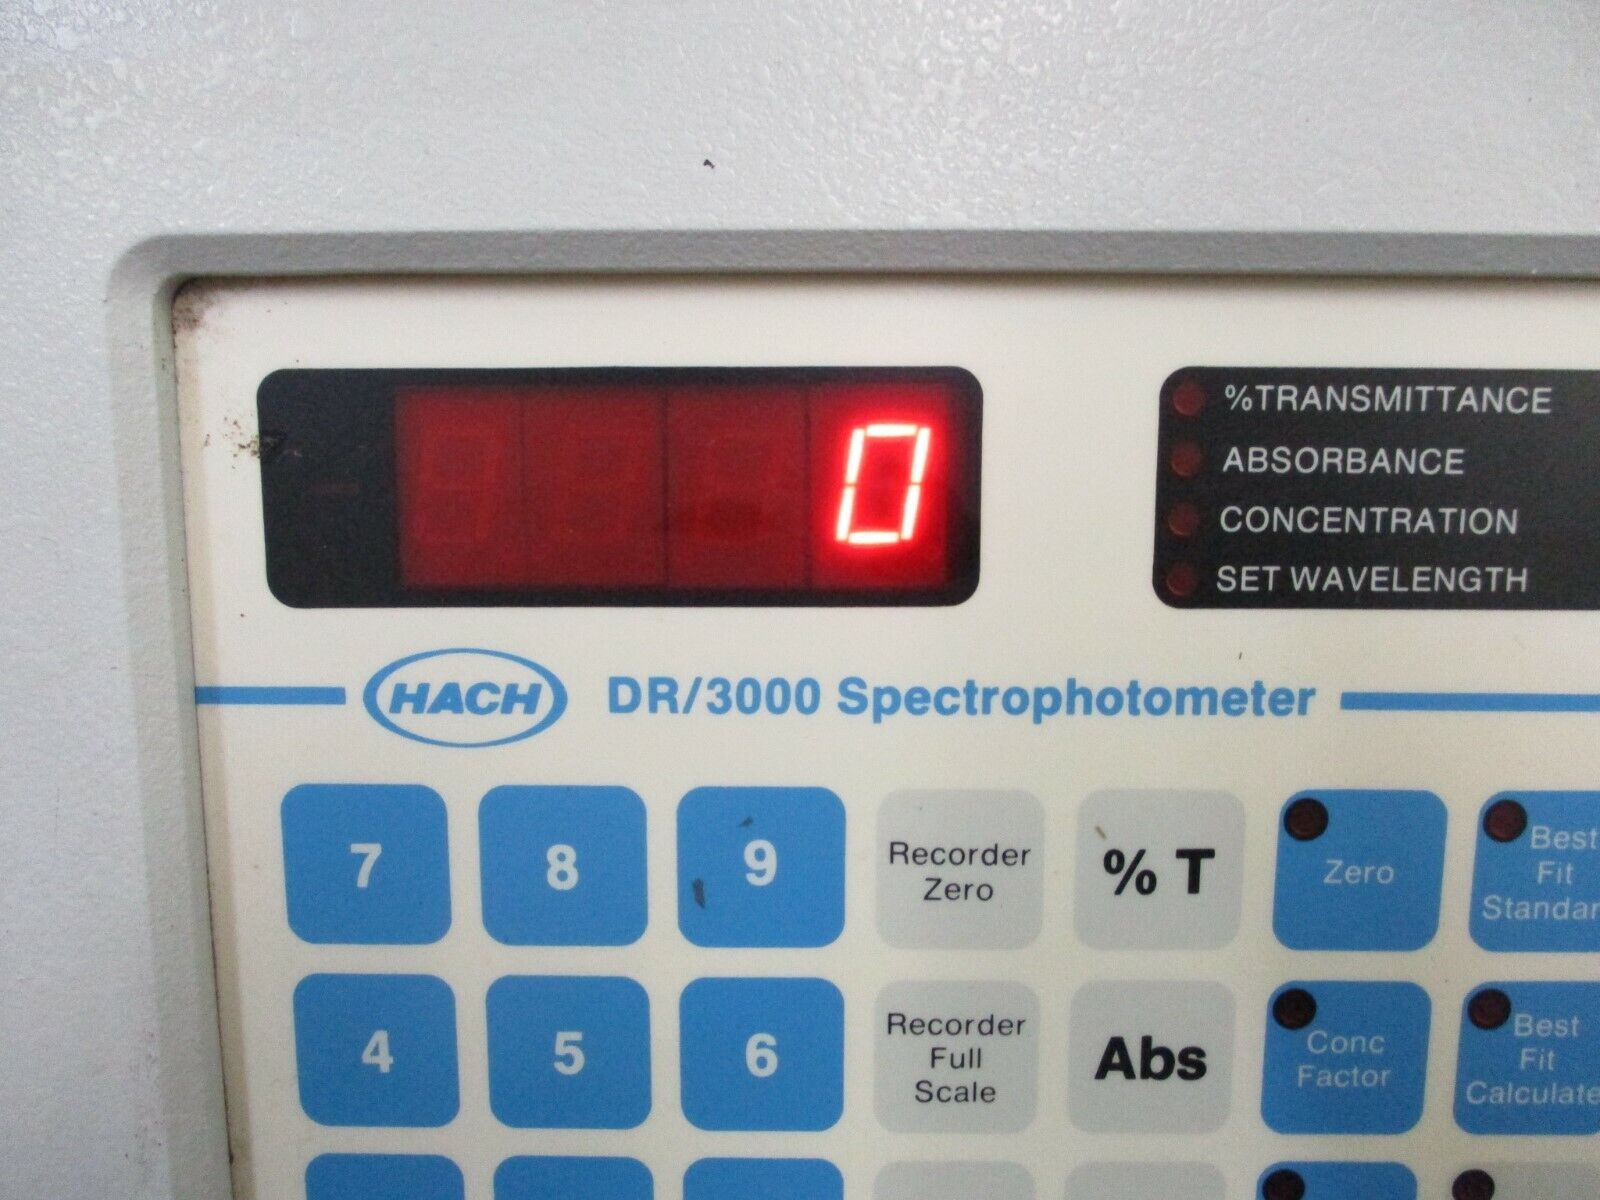 0
%TRANSMITTANCE
ABSORBANCE
CONCENTRATION
SET WAVELENGTH
HACH DR/3000 Spectrophotometer
7
8
9
Recorder
Zero
% T
Zero
Best
Fit
4
5
6
Recorder
Full
Scale
Abs
Conc
Factor
Best
Fit
Calculate